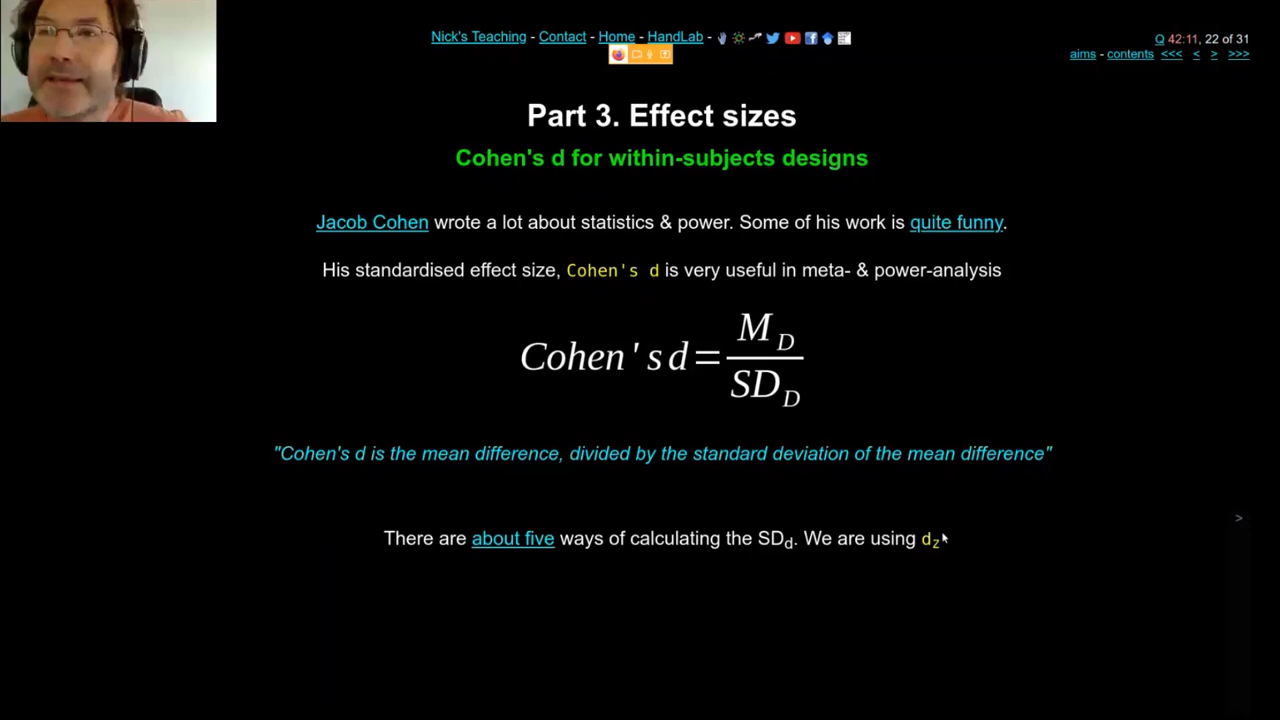 Nick's Teaching - Contact - Home - HandLab -
Q 42:11, 22 of 31
aims - contents <<< < > >>>
Part 3. Effect sizes
Cohen's d for within-subjects designs
Jacob Cohen wrote a lot about statistics & power. Some of his work is quite funny.
His standardised effect size, Cohen's d is very useful in meta- & power-analysis
Cohen's d = M_D / SD_D
"Cohen's d is the mean difference, divided by the standard deviation of the mean difference"
>
There are about five ways of calculating the SD_d. We are using d_z